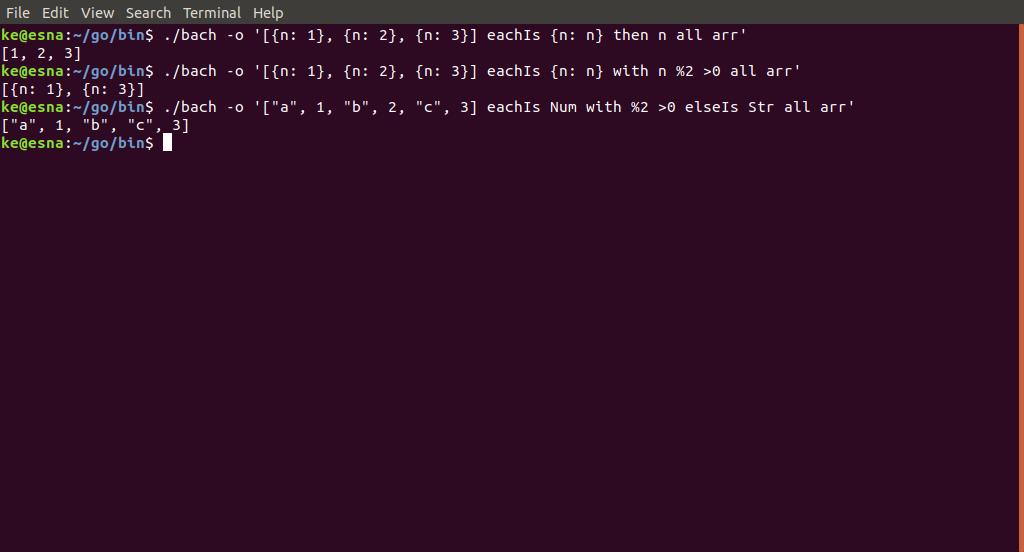 File Edit View Search Terminal Help
ke@esna:~/go/bin$ ./bach -o '[{n: 1}, {n: 2}, {n: 3}] eachIs {n: n} then n all arr'
[1, 2, 3]
ke@esna:~/go/bin$ ./bach -o '[{n: 1}, {n: 2}, {n: 3}] eachIs {n: n} with n %2 >0 all arr'
[{n: 1}, {n: 3}]
ke@esna:~/go/bin$ ./bach -o '["a", 1, "b", 2, "c", 3] eachIs Num with %2 >0 elseIs Str all arr'
["a", 1, "b", "c", 3]
ke@esna:~/go/bin$